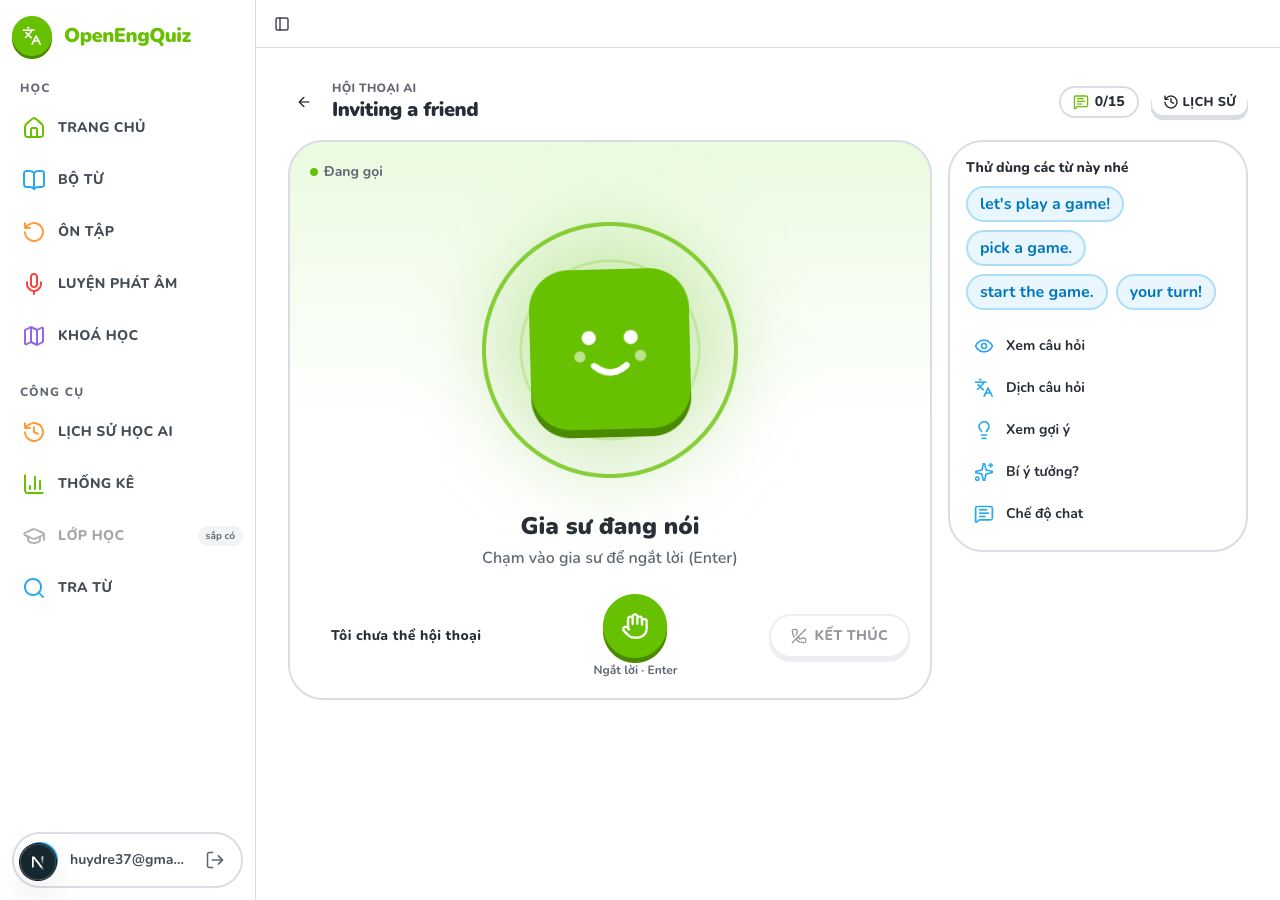 OpenEngQuiz
HỌC
TRANG CHỦ
BỘ TỪ
ÔN TẬP
LUYỆN PHÁT ÂM
KHOÁ HỌC
CÔNG CỤ
LỊCH SỬ HỌC AI
THỐNG KÊ
LỚP HỌC
sắp có
TRA TỪ
N
huydre37@gma...
HỘI THOẠI AI
Inviting a friend
0/15
LỊCH SỬ
Đang gọi
Gia sư đang nói
Chạm vào gia sư để ngắt lời (Enter)
Tôi chưa thể hội thoại
Ngắt lời · Enter
KẾT THÚC
Thử dùng các từ này nhé
let's play a game!
pick a game.
start the game.
your turn!
Xem câu hỏi
Dịch câu hỏi
Xem gợi ý
Bí ý tưởng?
Chế độ chat